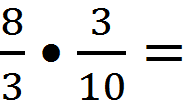 8/3 • 3/10 =